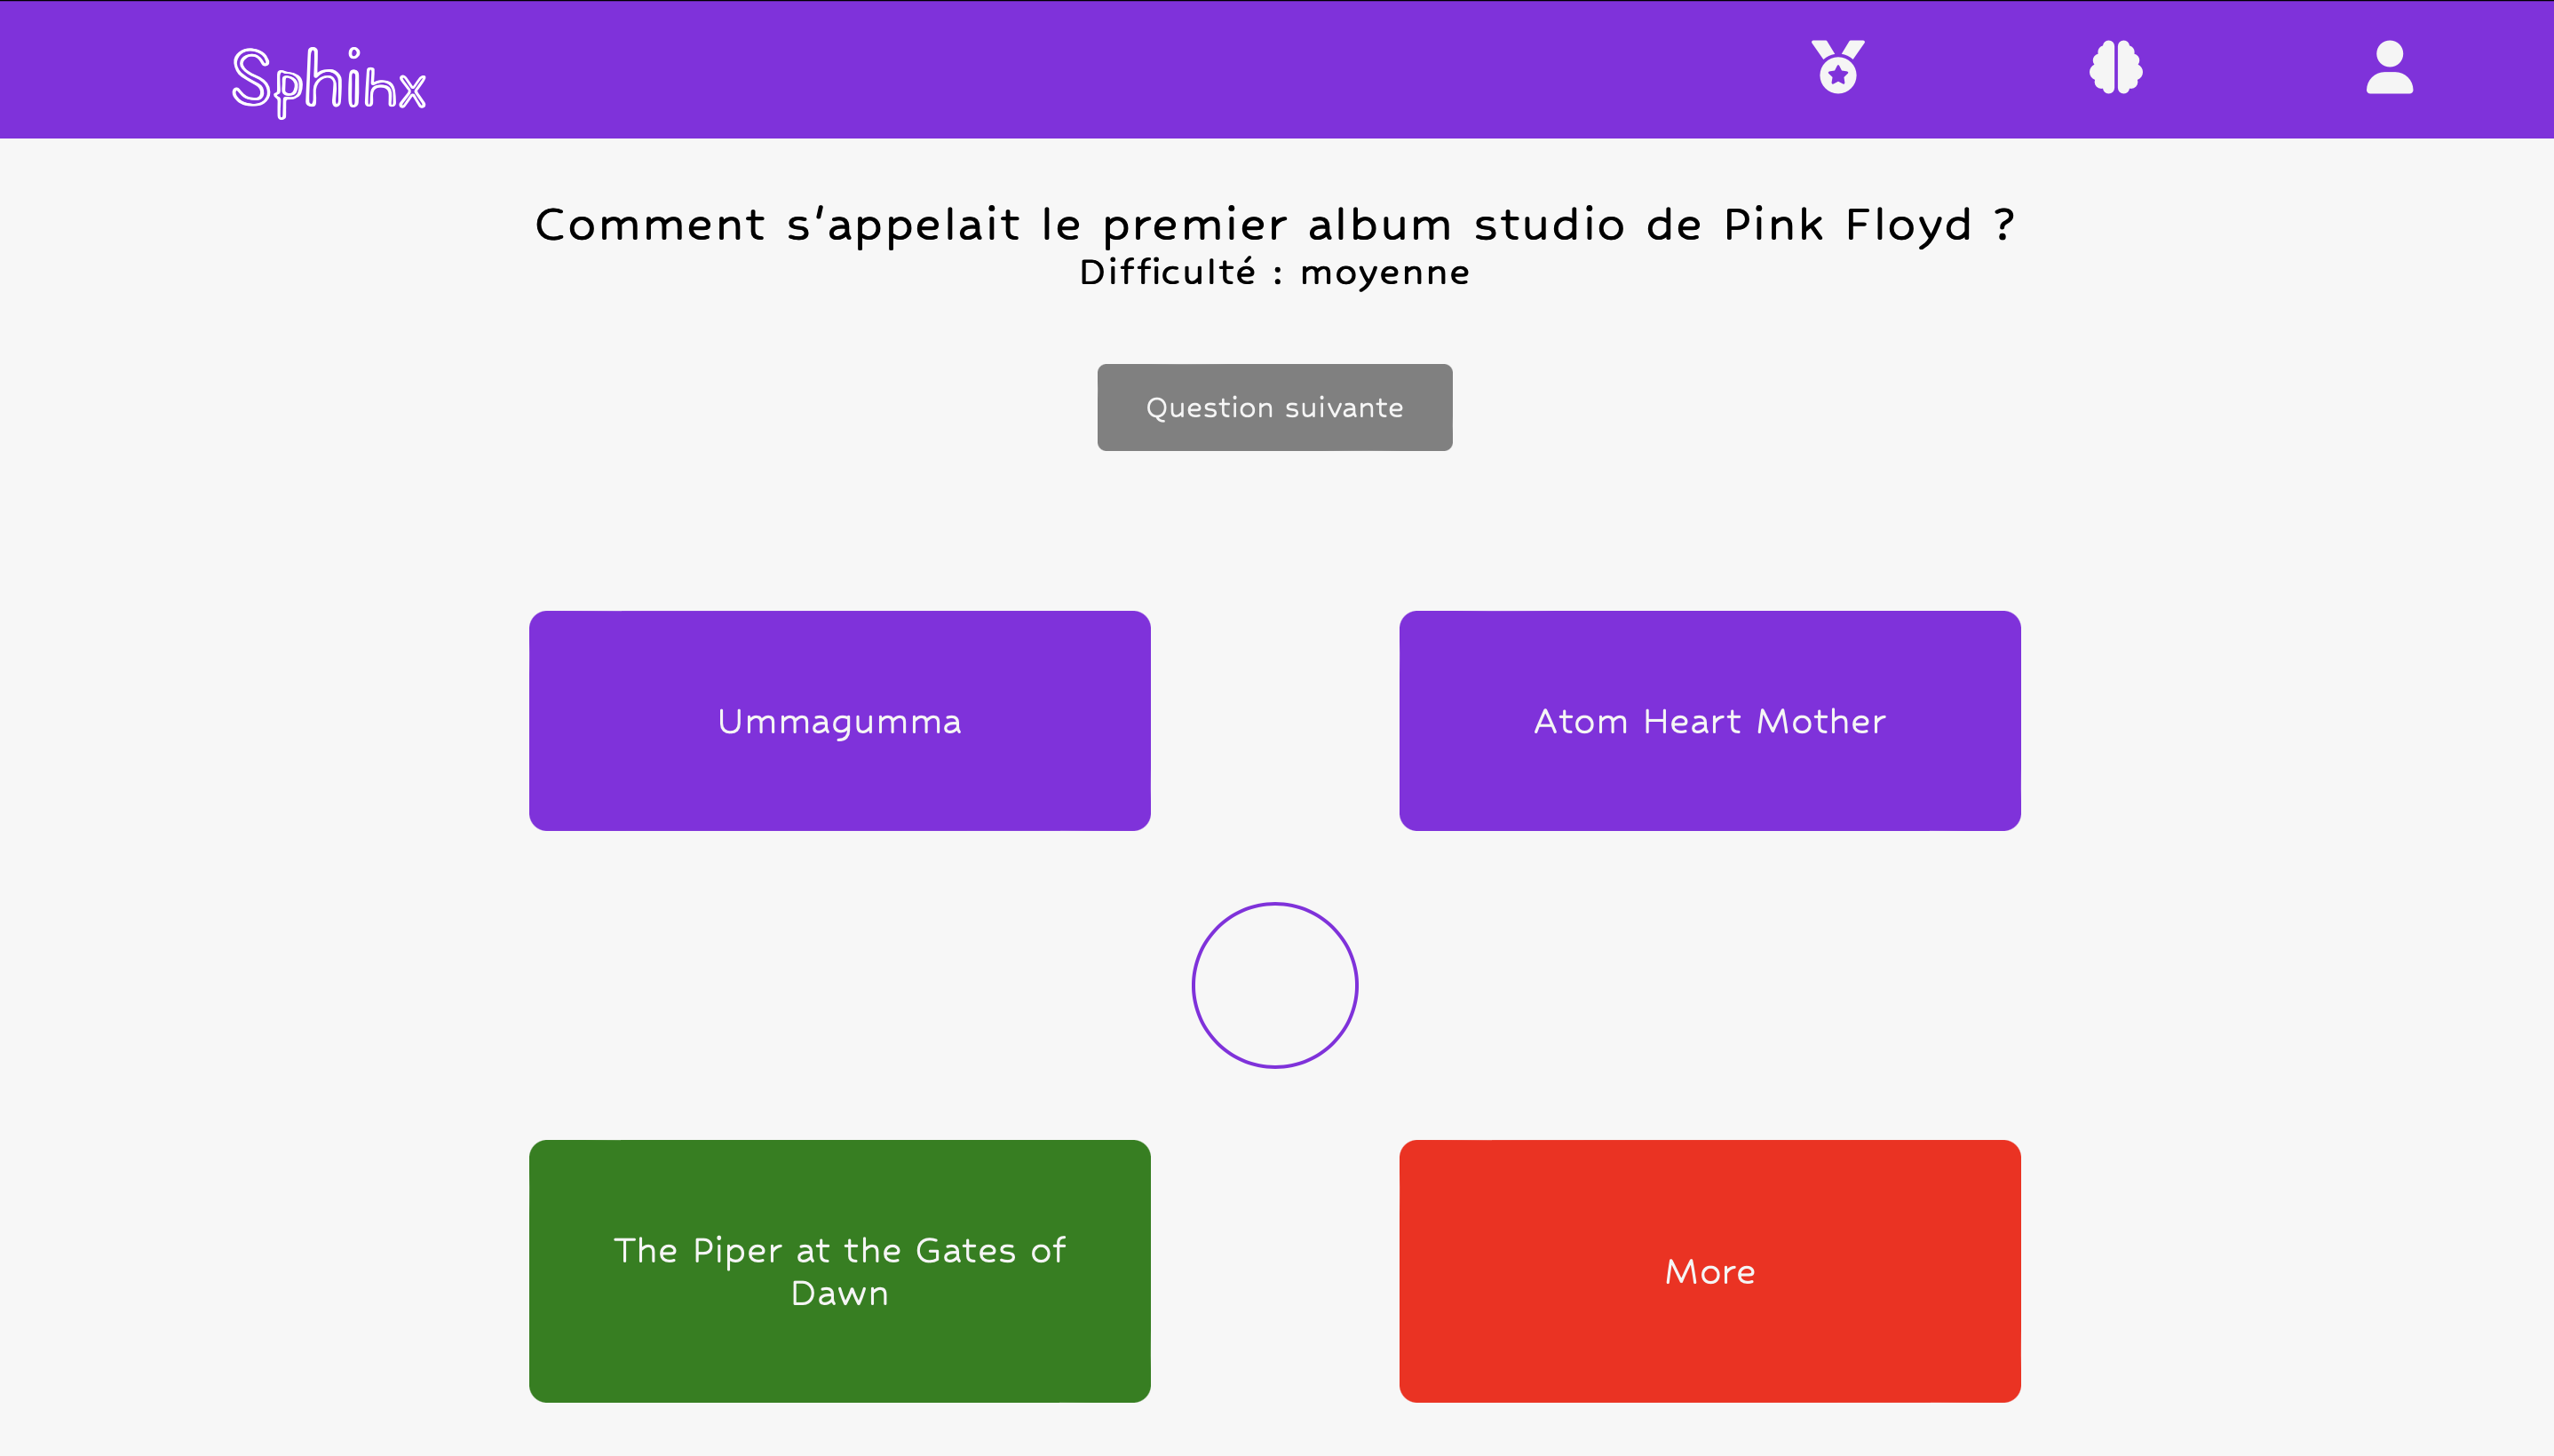 Sphinx
Comment s'appelait le premier album studio de Pink Floyd ?
Difficulté : moyenne
Question suivante
Ummagumma
Atom Heart Mother
The Piper at the Gates of
Dawn
More